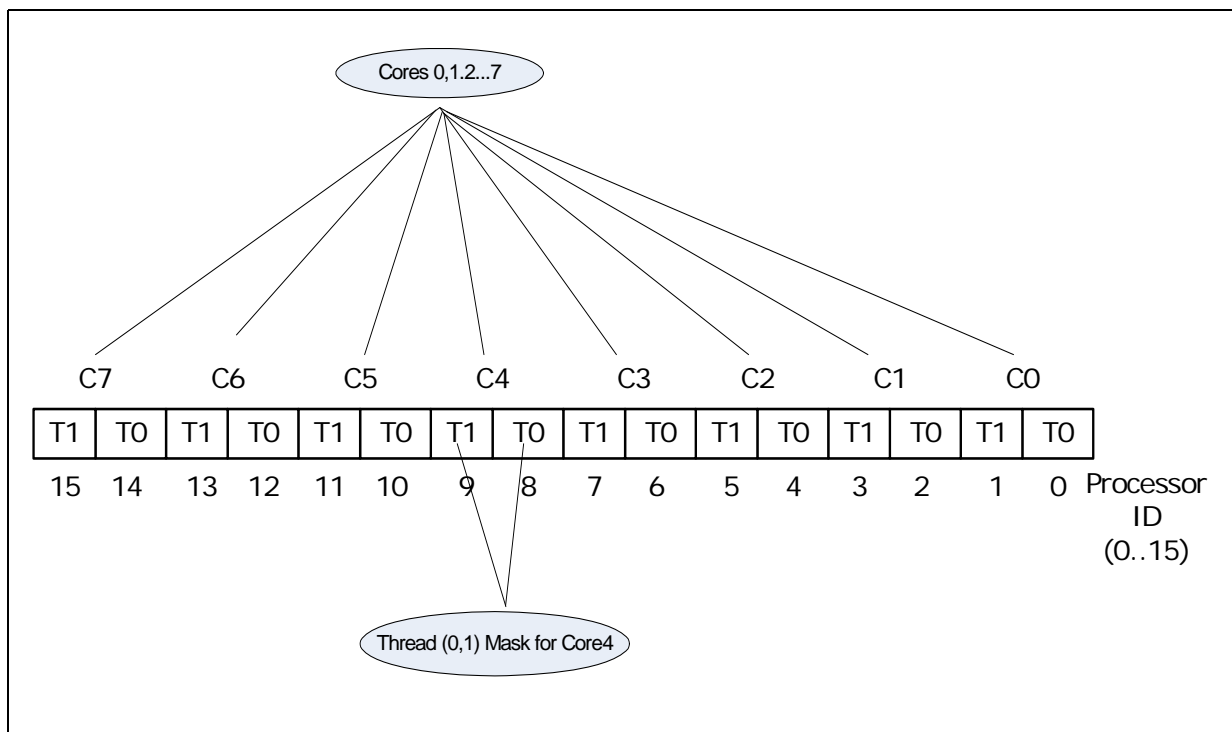 Cores 0,1.2...7
C7 C6 C5 C4 C3 C2 C1 C0
T1 T0 T1 T0 T1 T0 T1 T0 T1 T0 T1 T0 T1 T0 T1 T0
15 14 13 12 11 10 9 8 7 6 5 4 3 2 1 0 Processor
ID
(0..15)
Thread (0,1) Mask for Core4